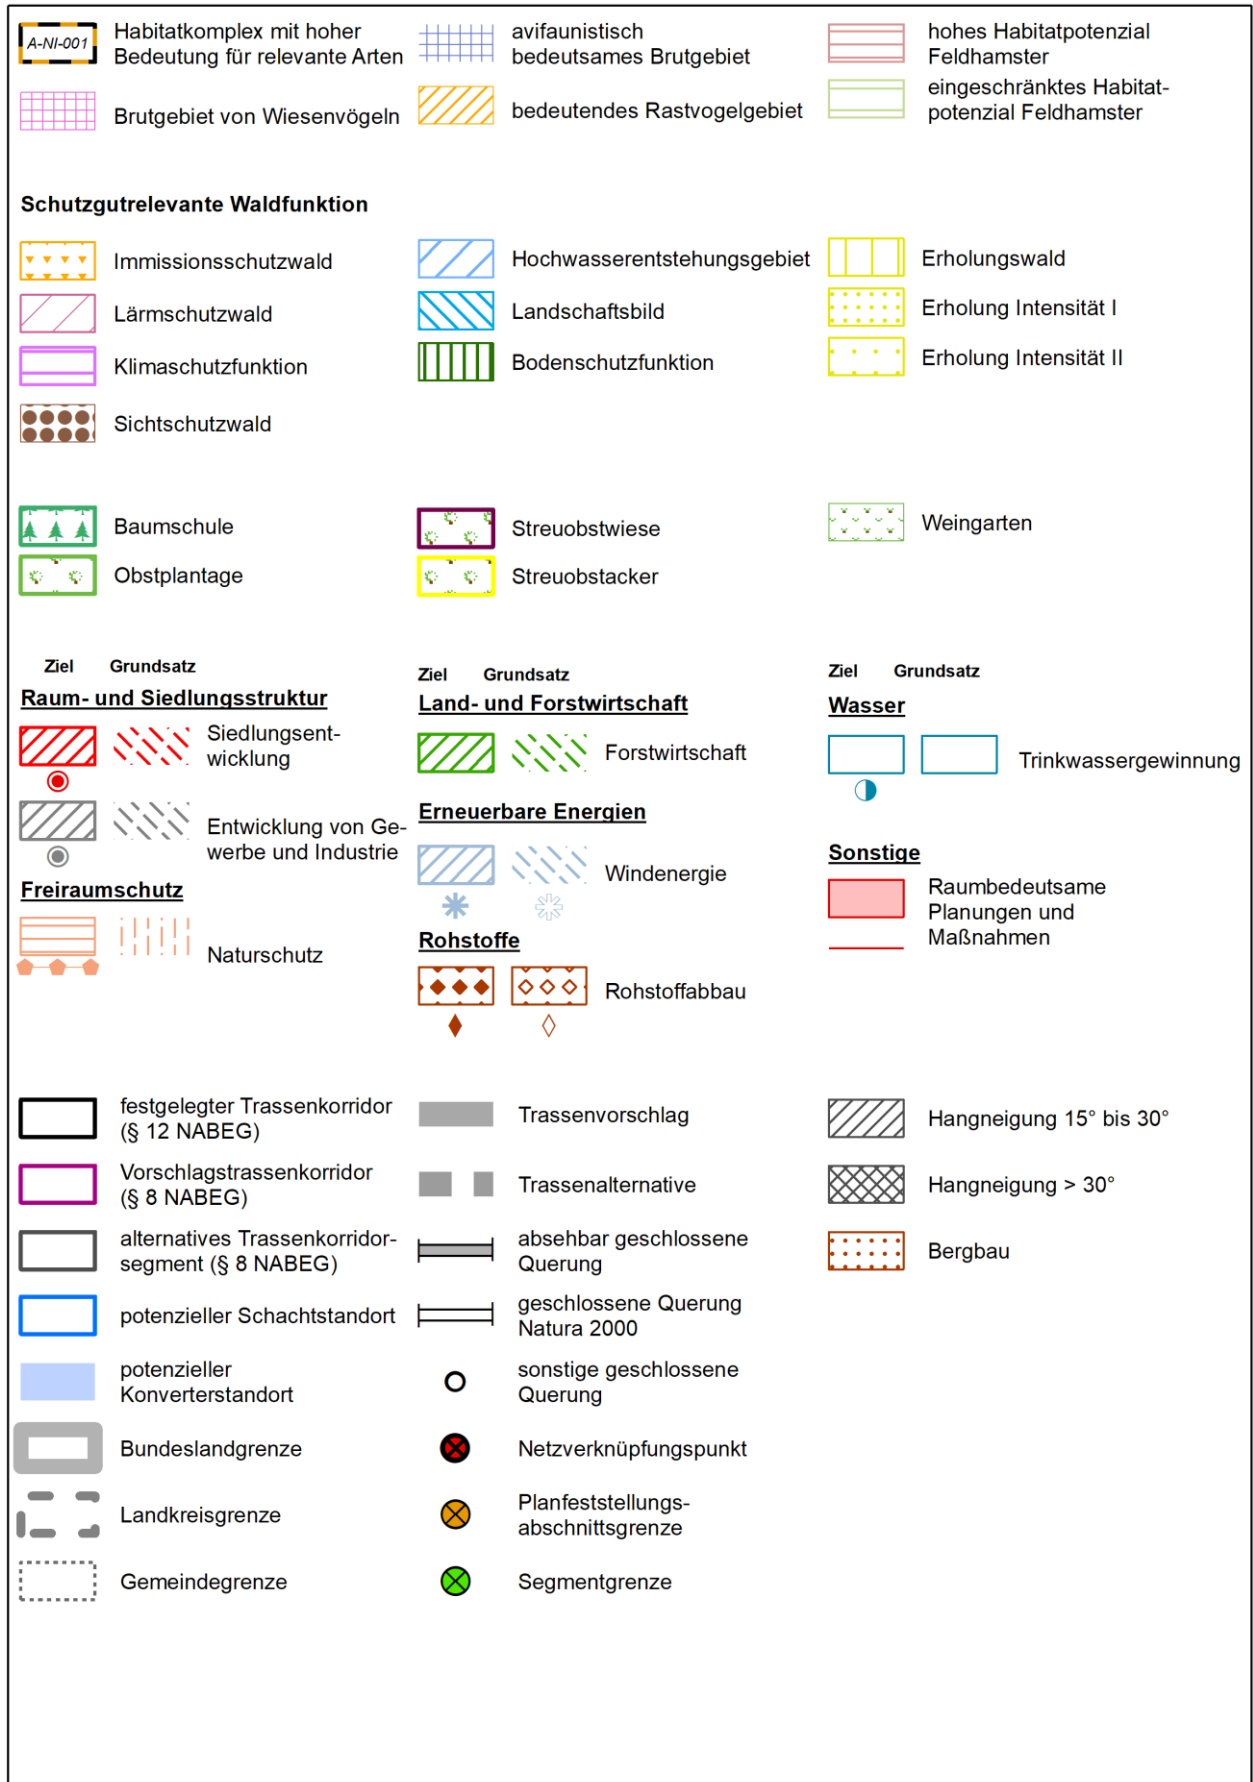 A-NI-001
Habitatkomplex mit hoher
Bedeutung für relevante Arten
avifaunistisch
bedeutsames Brutgebiet
hohes Habitatpotenzial
Feldhamster
Brutgebiet von Wiesenvögeln
bedeutendes Rastvogelgebiet
eingeschränktes Habitat-
potenzial Feldhamster
Schutzgutrelevante Waldfunktion
Immissionsschutzwald
Hochwasserentstehungsgebiet
Erholungswald
Lärmschutzwald
Landschaftsbild
Erholung Intensität I
Klimaschutzfunktion
Bodenschutzfunktion
Erholung Intensität II
Sichtschutzwald
Baumschule
Streuobstwiese
Weingarten
Obstplantage
Streuobstacker
Ziel Grundsatz
Raum- und Siedlungsstruktur
Siedlungsent-
wicklung
Entwicklung von Ge-
werbe und Industrie
Freiraumschutz
Naturschutz
Ziel Grundsatz
Land- und Forstwirtschaft
Forstwirtschaft
Erneuerbare Energien
Windenergie
Rohstoffe
Rohstoffabbau
Ziel Grundsatz
Wasser
Trinkwassergewinnung
Sonstige
Raumbedeutsame
Planungen und
Maßnahmen
festgelegter Trassenkorridor
(§ 12 NABEG)
Vorschlagstrassenkorridor
(§ 8 NABEG)
alternatives Trassenkorridor-
segment (§ 8 NABEG)
potenzieller Schachtstandort
potenzieller
Konverterstandort
Bundeslandgrenze
Landkreisgrenze
Gemeindegrenze
Trassenvorschlag
Trassenalternative
absehbar geschlossene
Querung
geschlossene Querung
Natura 2000
sonstige geschlossene
Querung
Netzverknüpfungspunkt
Planfeststellungs-
abschnittsgrenze
Segmentgrenze
Hangneigung 15° bis 30°
Hangneigung > 30°
Bergbau